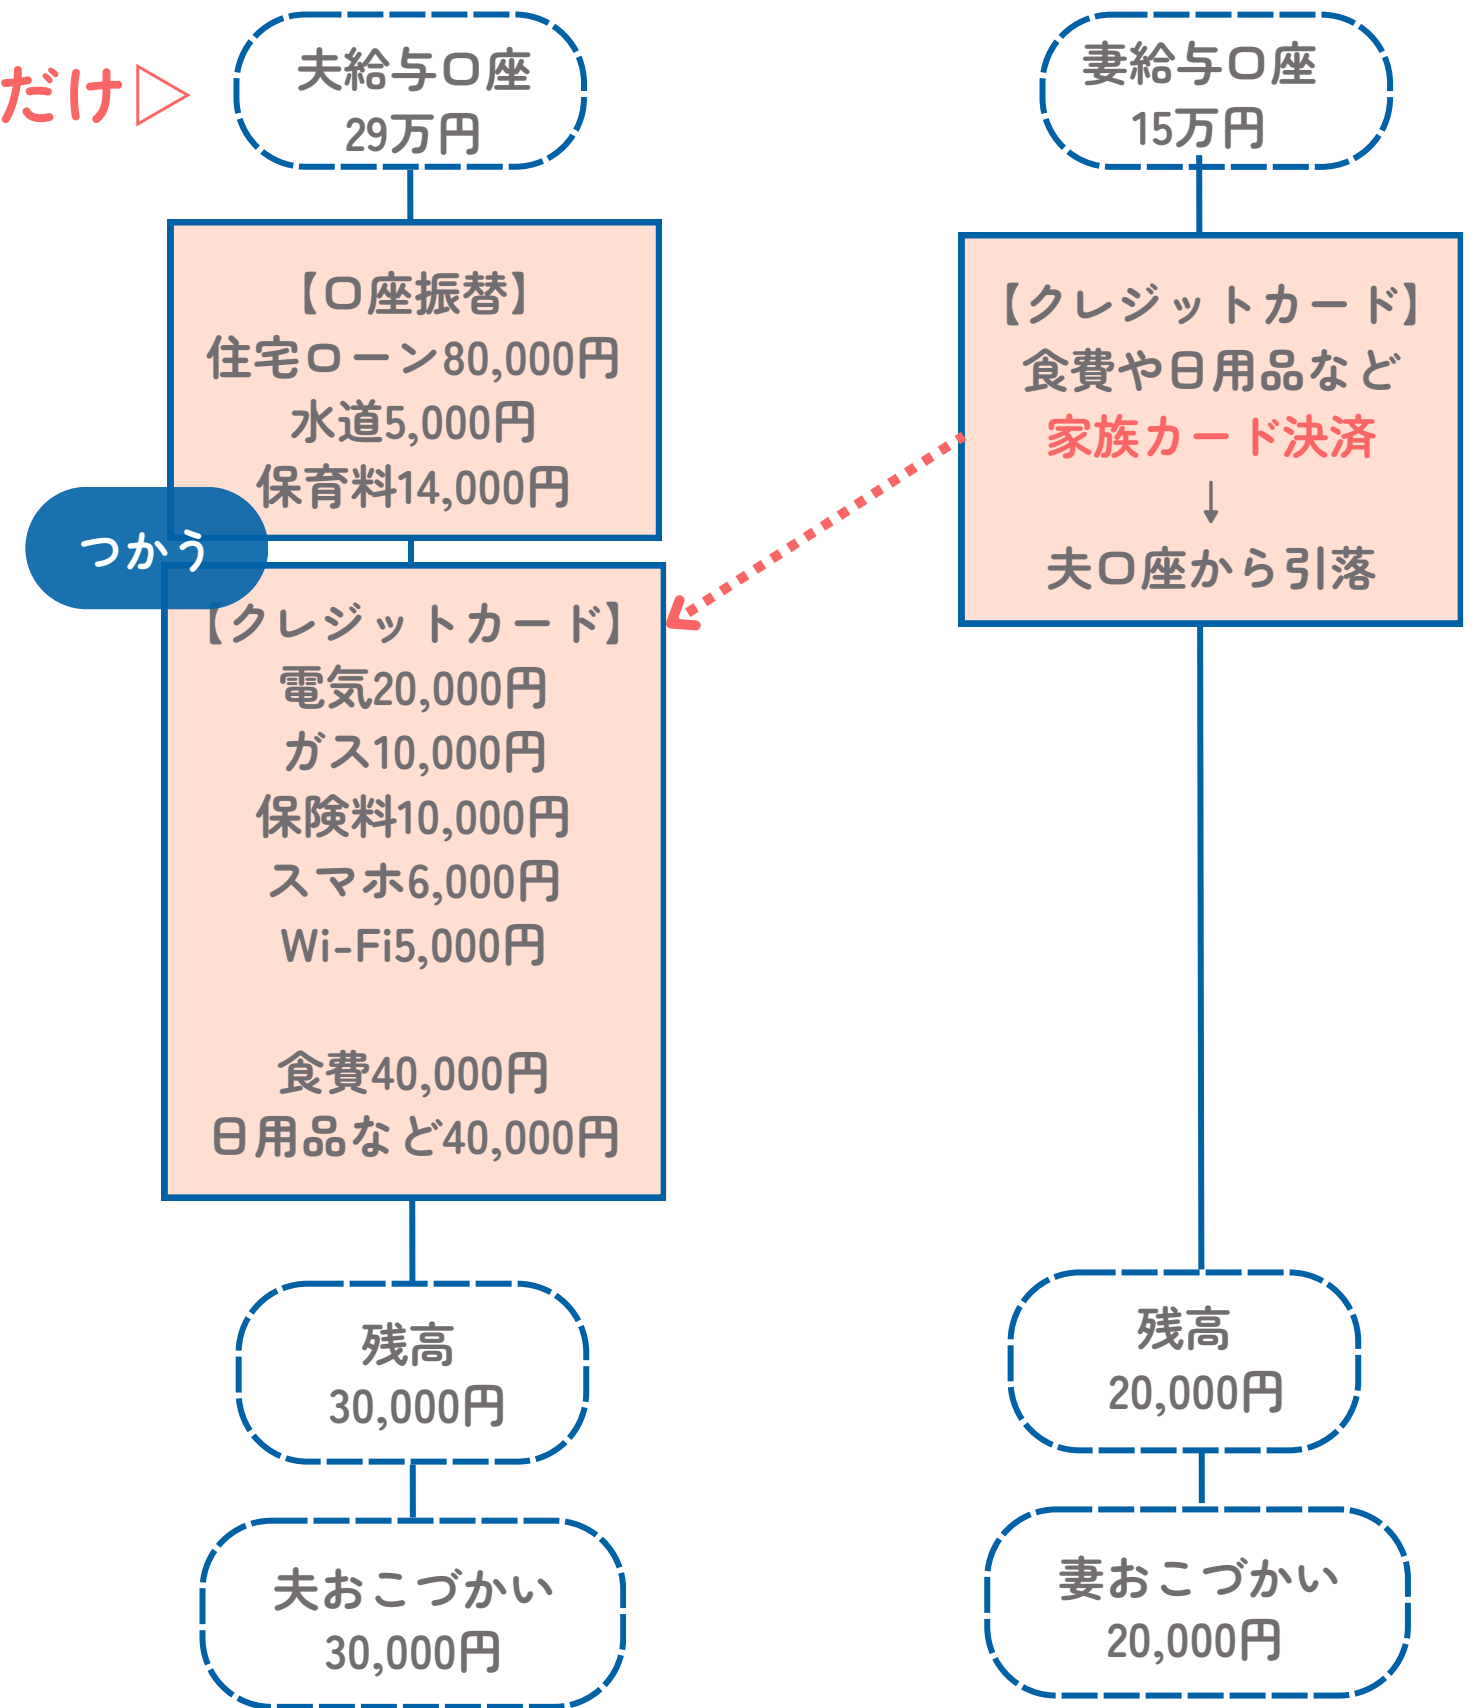 だけ▷
夫給与口座
29万円
【口座振替】
住宅ローン80,000円
水道5,000円
保育料14,000円
つかう
【クレジットカード】
電気20,000円
ガス10,000円
保険料10,000円
スマホ6,000円
Wi-Fi5,000円
食費40,000円
日用品など40,000円
残高
30,000円
夫おこづかい
30,000円
妻給与口座
15万円
【クレジットカード】
食費や日用品など
家族カード決済
↓
夫口座から引落
残高
20,000円
妻おこづかい
20,000円